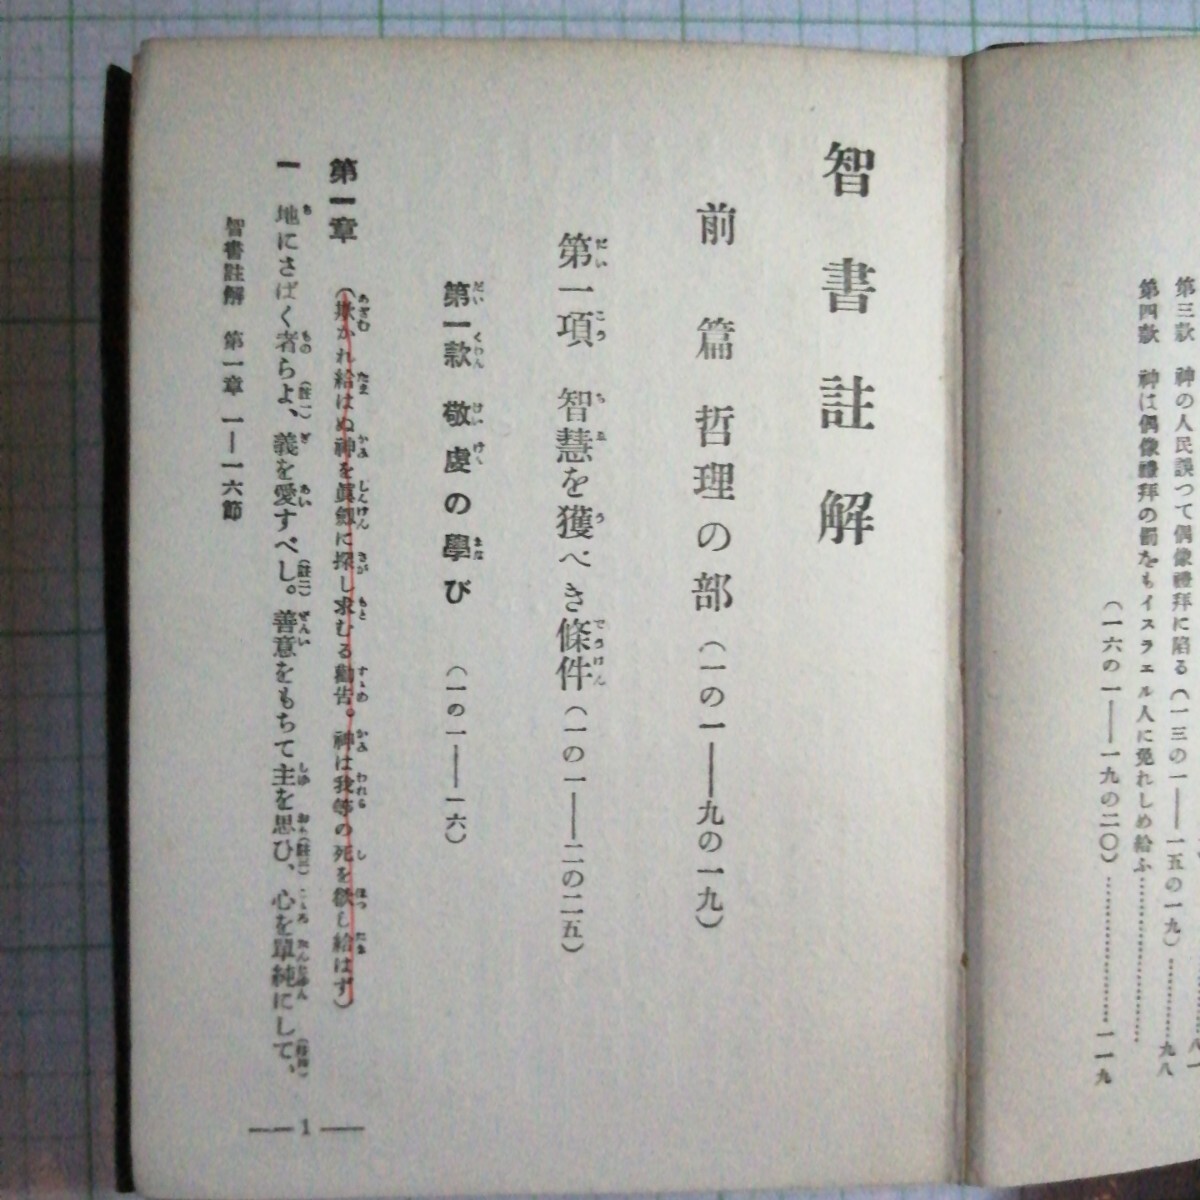 第三款　神の人民誤つて偶像禮拜に陷る(一三の一――一五の一九)…………九八
第四款　神は偶像禮拜の罰をもイスラエル人に免れしめ給ふ…………
(一六の一――一九の二〇)…………一一九
智書註解
前篇　哲理の部(一の一――九の一九)
第一項　智慧を獲べき條件(一の一――二の二五)
第一款　敬虔の學び　(一の一――一六)
第一章　(欺かれ給はぬ神を眞劍に探し求むる勸告。神は我等の死を欲し給はず)
一　地にさばく者らよ、(註一)義を愛すべし。(註二)善意をもちて主を思ひ、(註三)心を單純にして、(註四)
智書註解　第一章　一―一六節
――1――